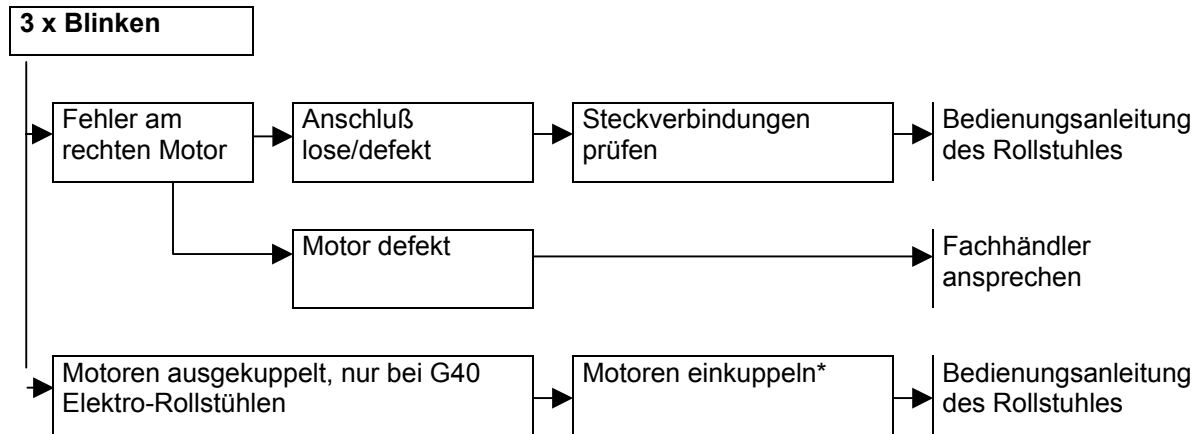 3 x Blinken
Fehler am
rechten Motor
Anschluß
lose/defekt
Steckverbindungen
prüfen
Bedienungsanleitung
des Rollstuhles
Motor defekt
Fachhändler
ansprechen
Motoren ausgekuppelt, nur bei G40
Elektro-Rollstühlen
Motoren einkuppeln*
Bedienungsanleitung
des Rollstuhles